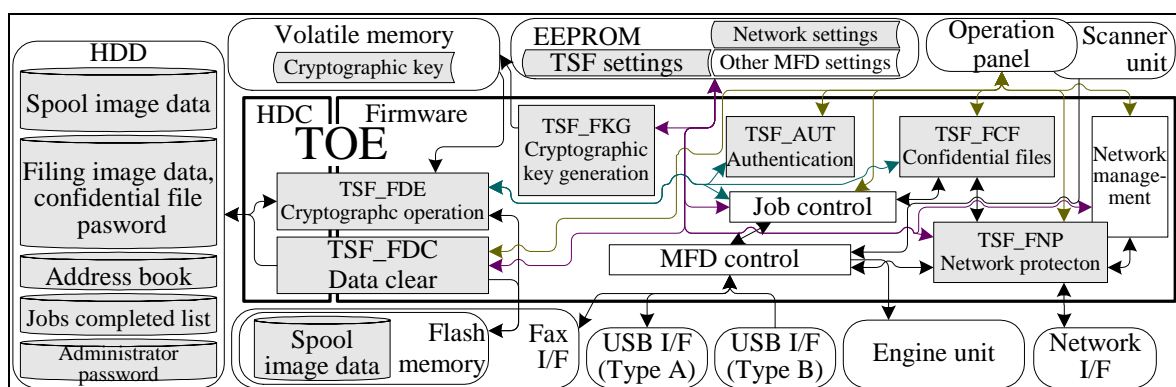 HDD
Spool image data
Filing image data,
confidential file
password
Address book
Jobs completed list
Administrator
password
Volatile memory
Cryptographic key
EEPROM
Network settings
TSF settings
Other MFD settings
Operation
panel
Scanner
unit
HDC
Firmware
TOE
TSF_FKG
Cryptographic
key generation
TSF_AUT
Authentication
TSF_FCF
Confidential files
Network
manage-
ment
TSF_FDE
Cryptographc operation
Job control
TSF_FDC
Data clear
MFD control
TSF_FNP
Network protecton
Spool
image data
Flash
memory
Fax
I/F
USB I/F
(Type A)
USB I/F
(Type B)
Engine unit
Network
I/F